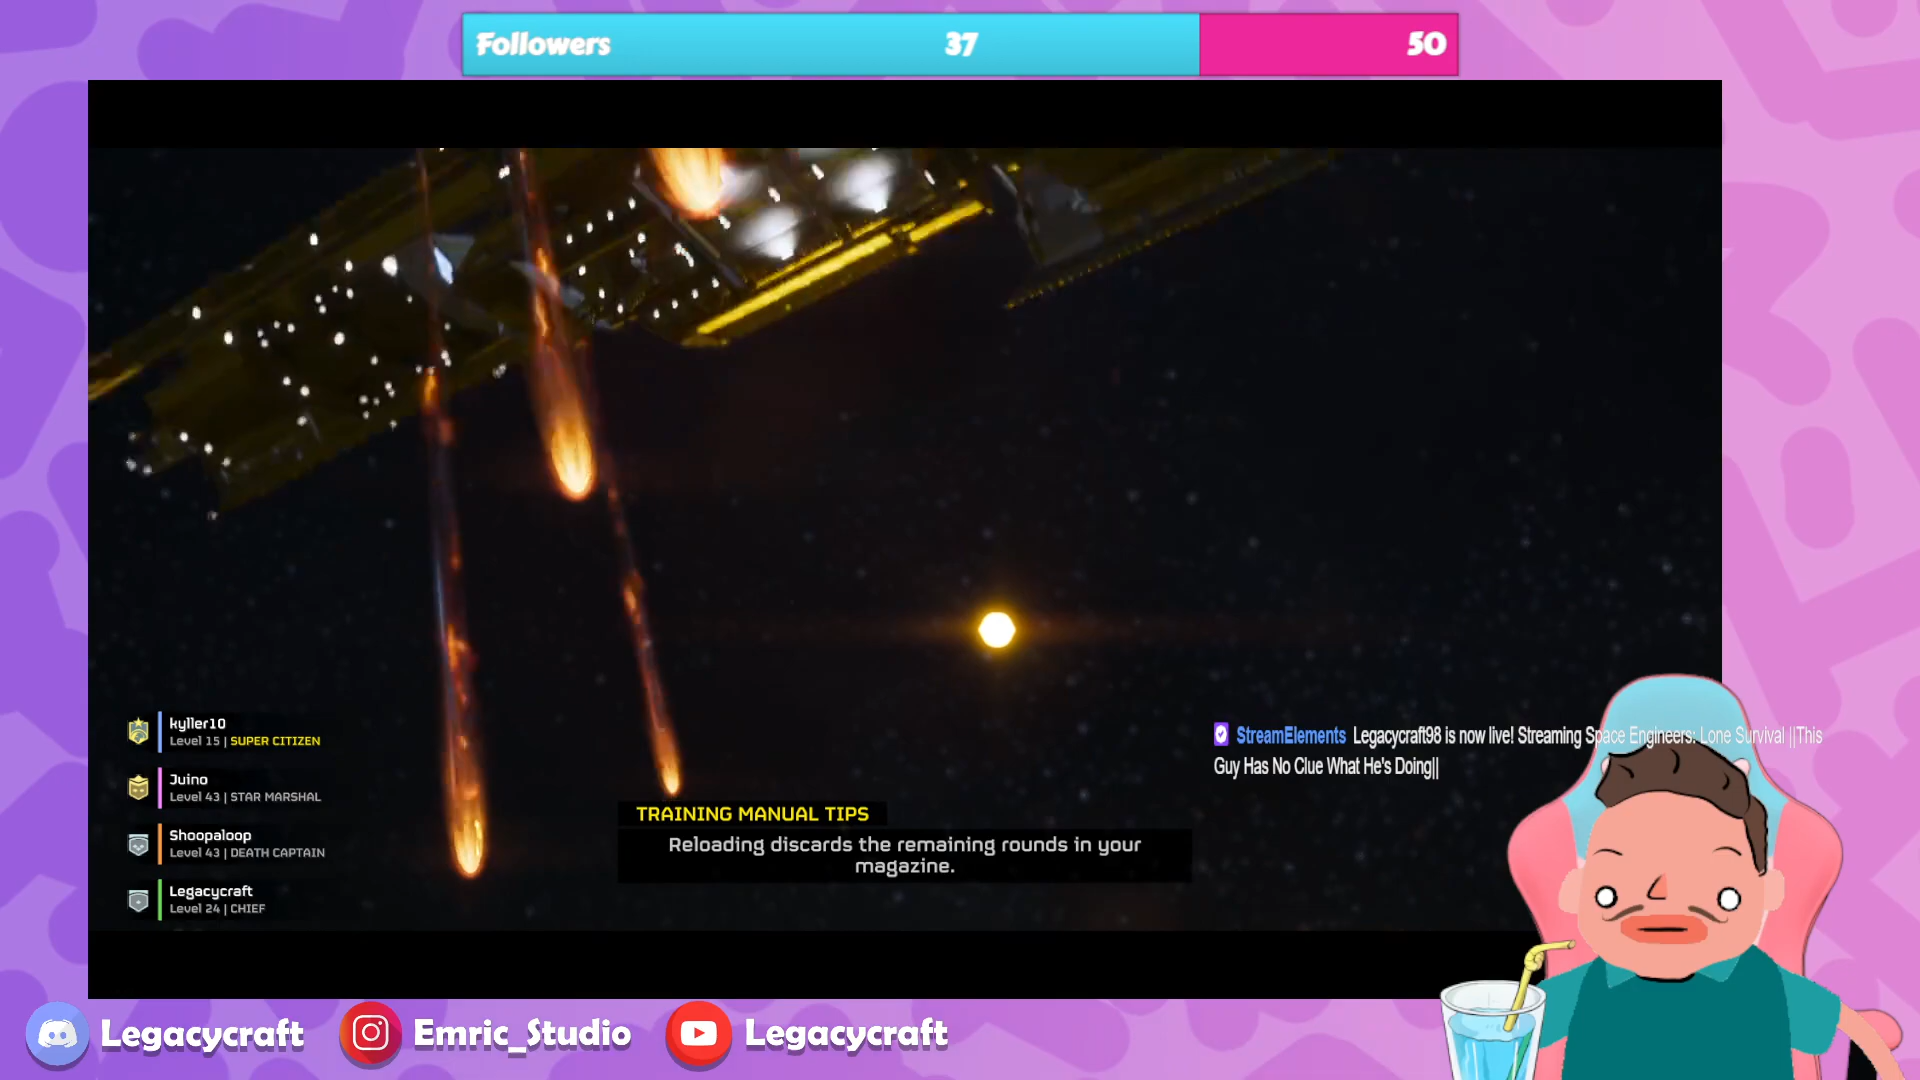 Followers 37 50
kyller10
Level 15 | SUPER CITIZEN
Juino
Level 43 | STAR MARSHAL
Shoopaloop
Level 43 | DEATH CAPTAIN
Legacycraft
Level 24 | CHIEF
TRAINING MANUAL TIPS
Reloading discards the remaining rounds in your
magazine.
StreamElements Legacycraft98 is now live! Streaming Space Engineers: Lone Survival ||This
Guy Has No Clue What He's Doing||
Legacycraft Emric_Studio Legacycraft